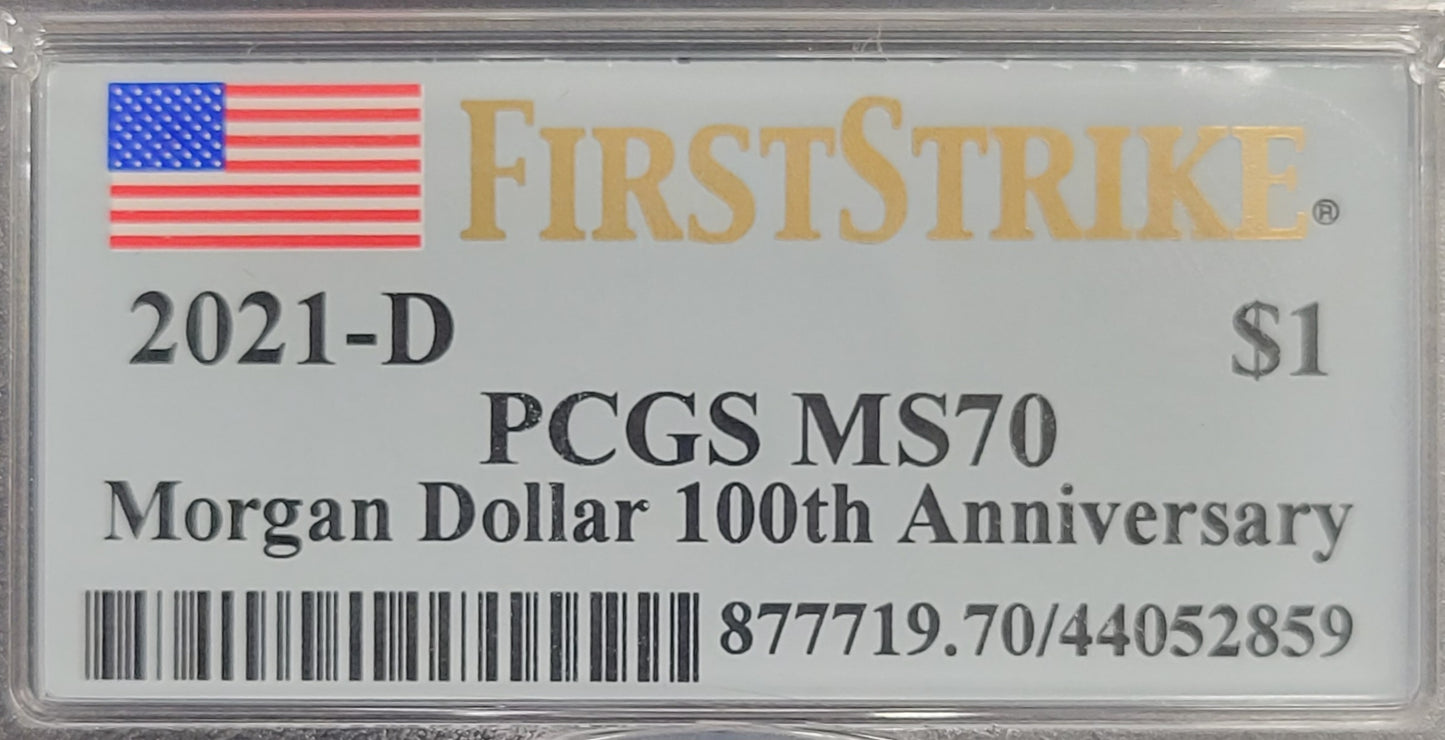 FIRSTSTRIKE®
2021-D $1
PCGS MS70
Morgan Dollar 100th Anniversary
877719.70/44052859